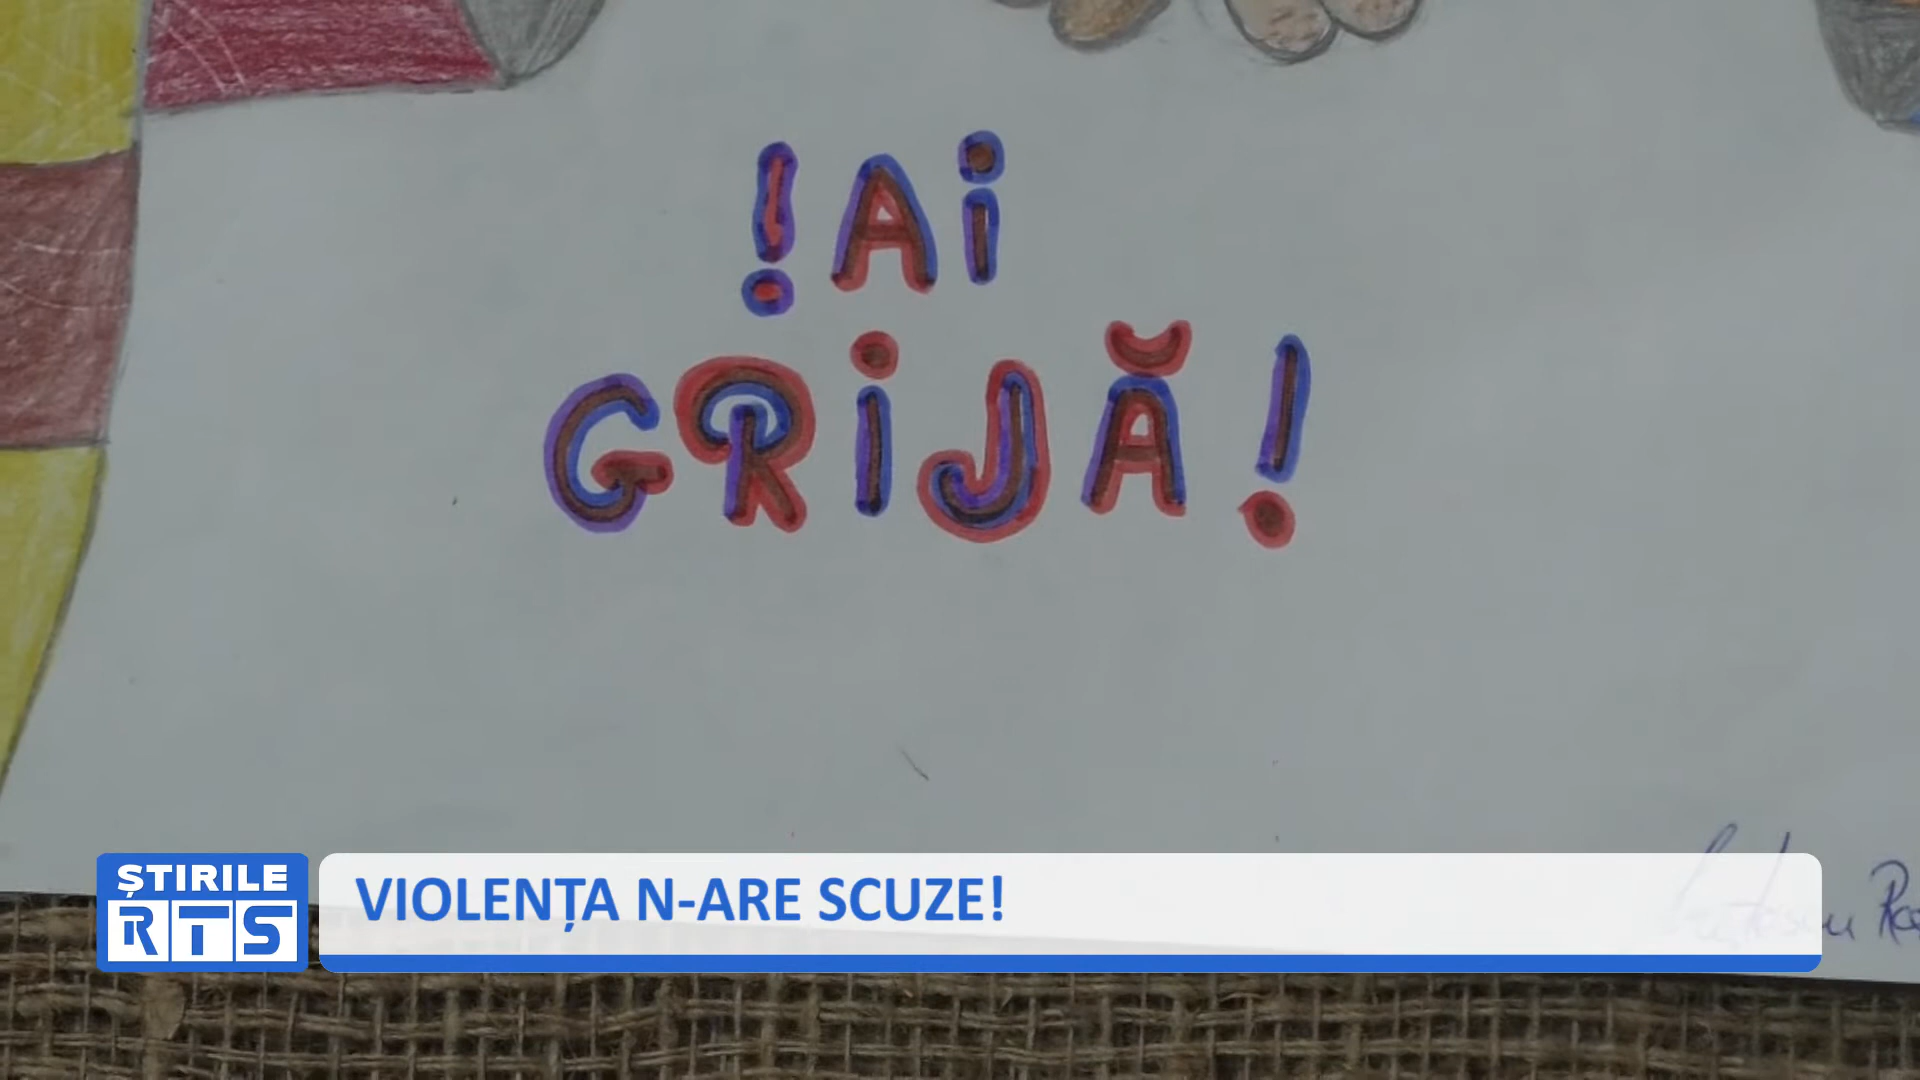 !Ai
GRiJĂ!
ȘTIRILE
RTS
VIOLENȚA N-ARE SCUZE!